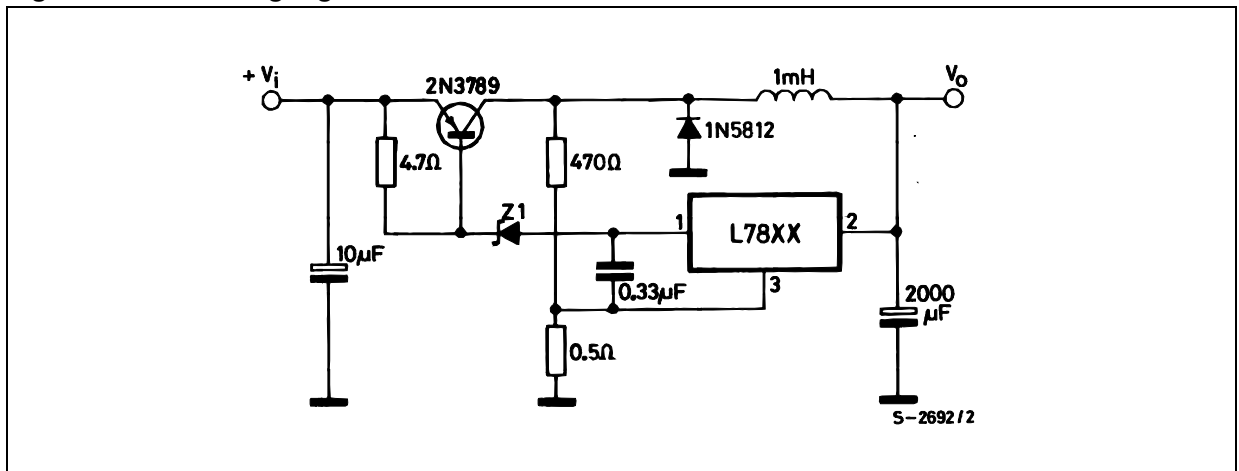 + Vi
2N3789
1mH
Vo
4.7Ω
470Ω
1N5812
Z1
1
L78XX
2
10µF
0.33µF
3
2000
µF
0.5Ω
S-2692/2